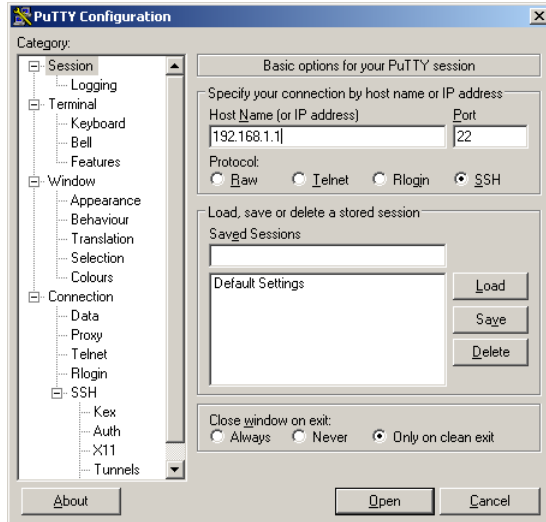 PuTTY Configuration
Category:
Session
Logging
Terminal
Keyboard
Bell
Features
Window
Appearance
Behaviour
Translation
Selection
Colours
Connection
Data
Proxy
Telnet
Rlogin
SSH
Kex
Auth
X11
Tunnels
Basic options for your PuTTY session
Specify your connection by host name or IP address
Host Name (or IP address) Port
192.168.1.1 22
Protocol:
Raw Telnet Rlogin SSH
Load, save or delete a stored session
Saved Sessions
Default Settings
Load
Save
Delete
Close window on exit:
Always Never Only on clean exit
About Open Cancel